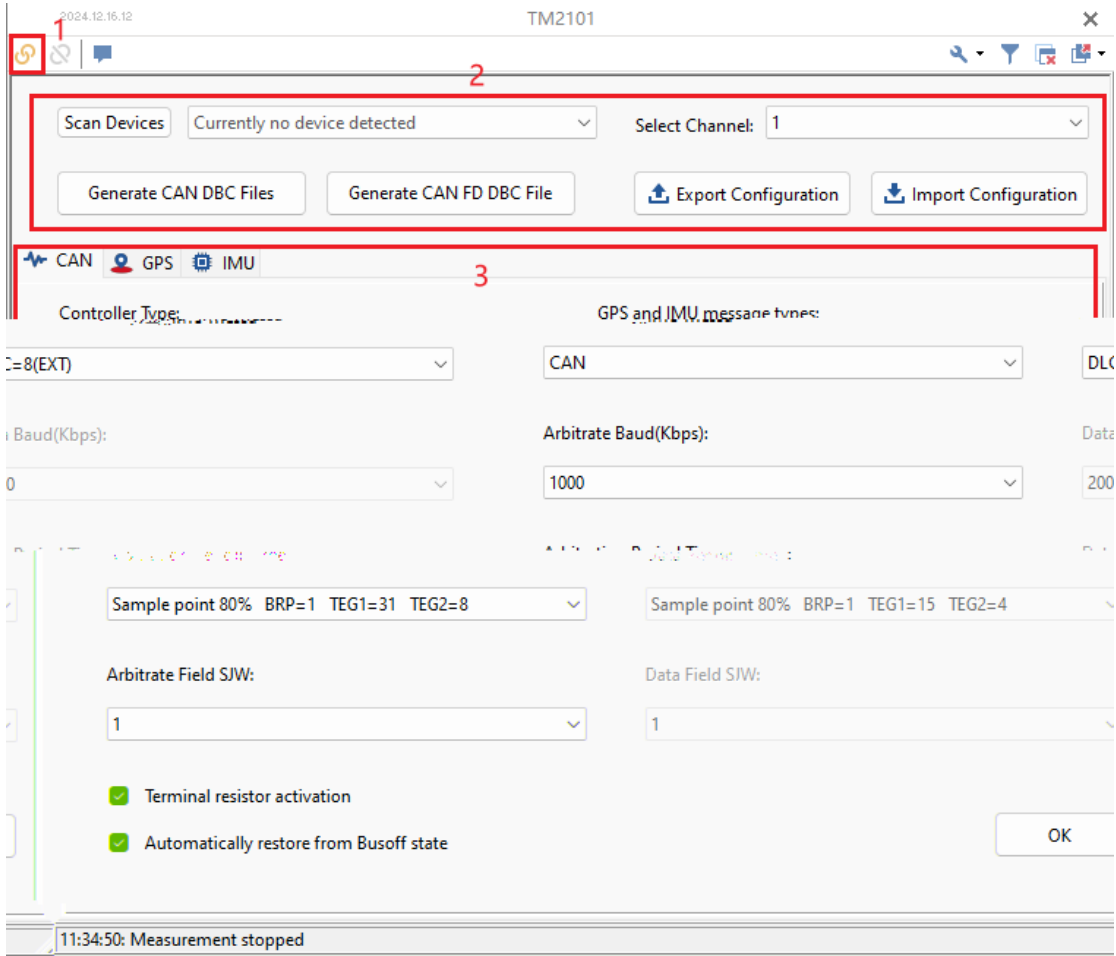 2024.12.16.12 TM2101
1
2
Scan Devices Currently no device detected Select Channel: 1
Generate CAN DBC Files Generate CAN FD DBC File Export Configuration Import Configuration
CAN GPS IMU
3
Controller Type: GPS and IMU message types:
C=8(EXT) CAN DLC
Baud(Kbps): Arbitrate Baud(Kbps): Data
0 1000 200
Sample point 80% BRP=1 TEG1=31 TEG2=8 Sample point 80% BRP=1 TEG1=15 TEG2=4
Arbitrate Field SJW: Data Field SJW:
1 1
Terminal resistor activation
Automatically restore from Busoff state
OK
11:34:50: Measurement stopped